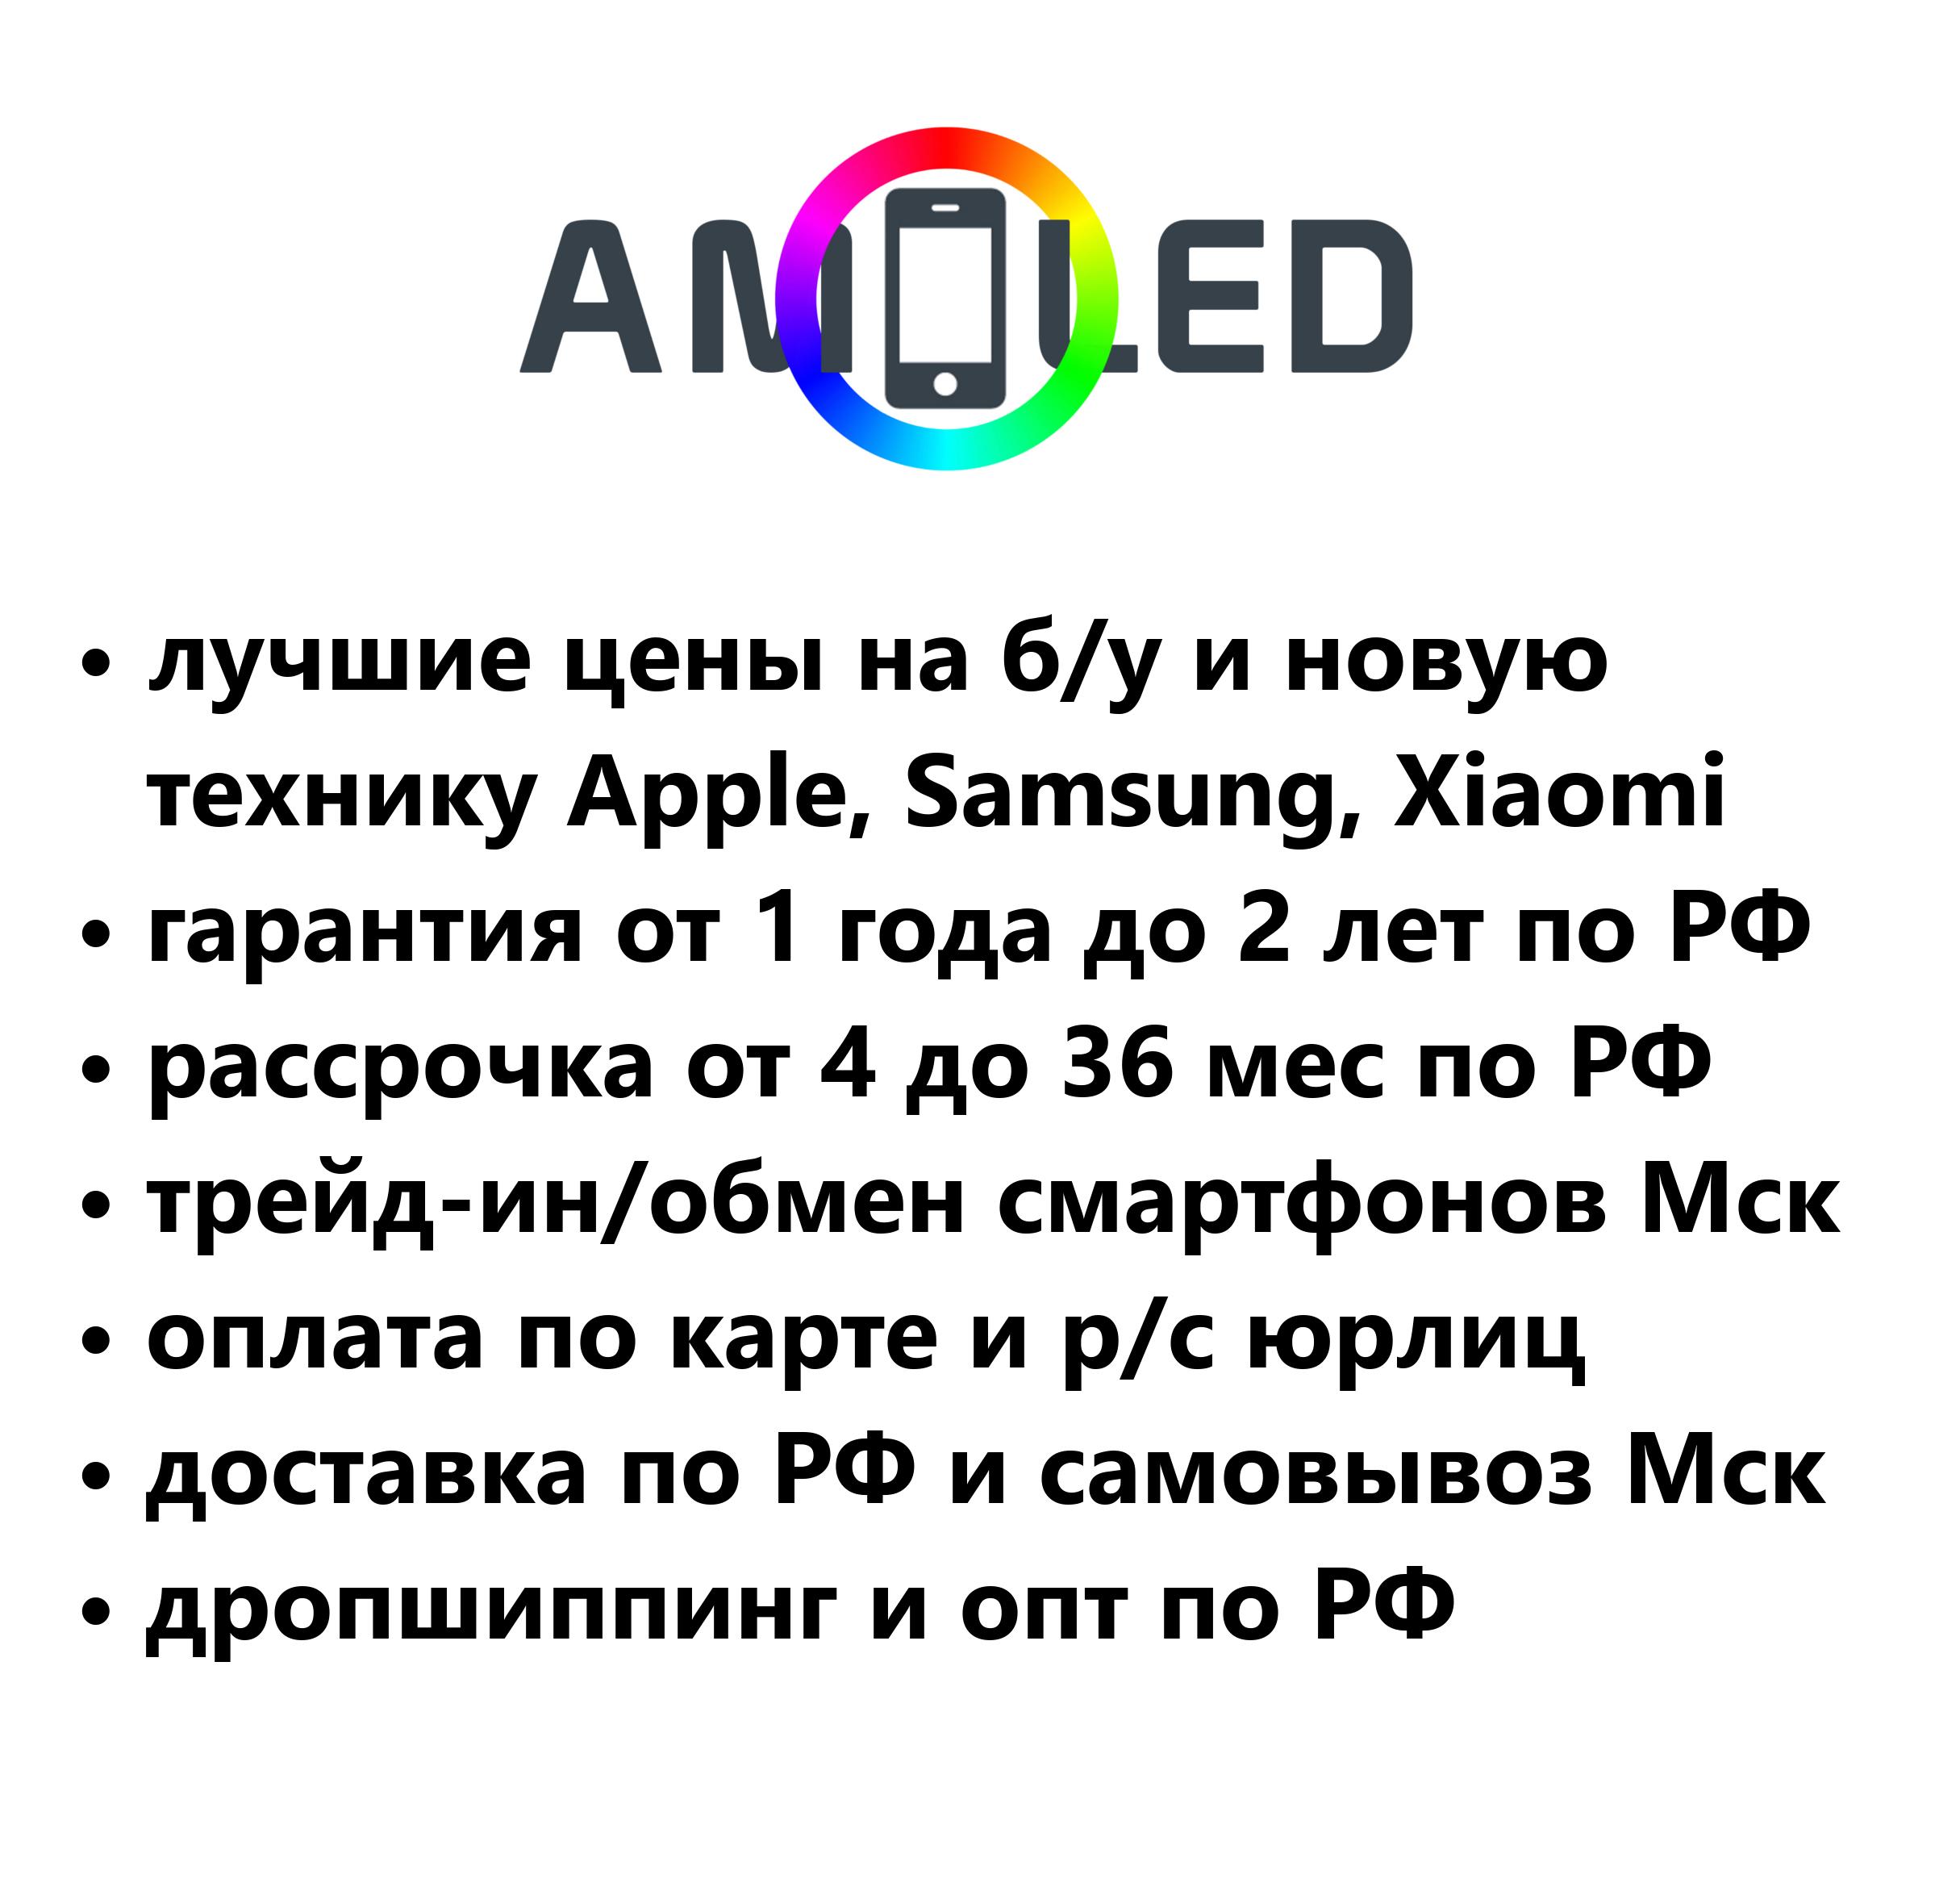 AMOLED
• лучшие цены на б/у и новую
технику Apple, Samsung, Xiaomi
• гарантия от 1 года до 2 лет по РФ
• рассрочка от 4 до 36 мес по РФ
• трейд-ин/обмен смартфонов Мск
• оплата по карте и р/с юрлиц
• доставка по РФ и самовывоз Мск
• дропшиппинг и опт по РФ